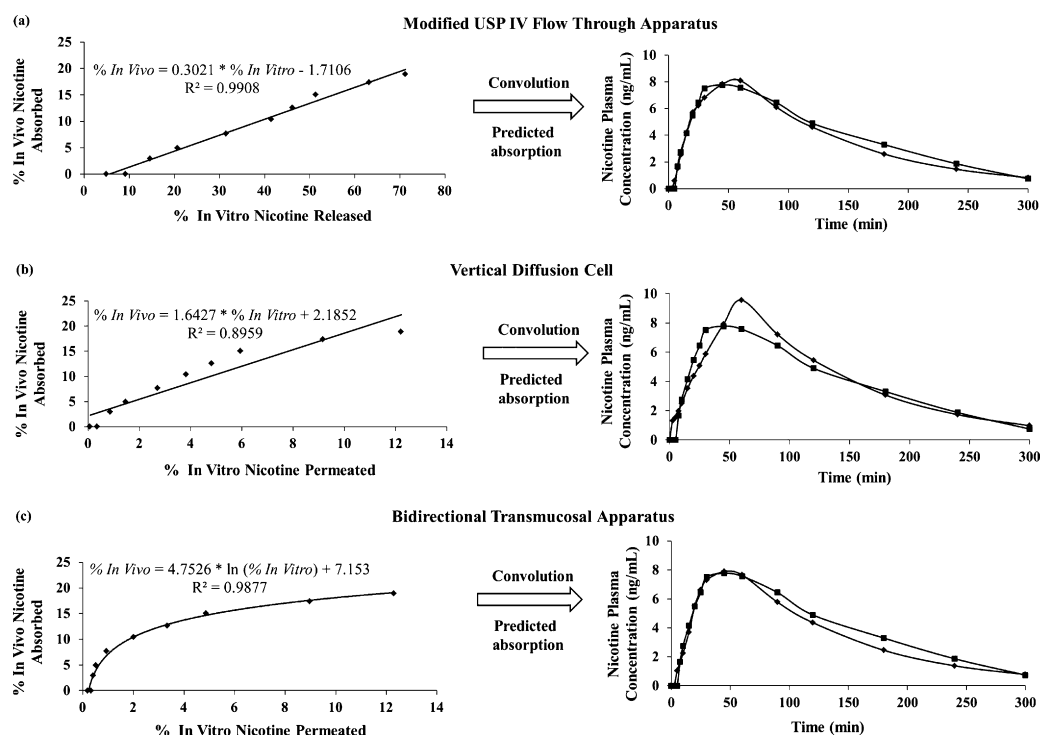 (a)
Modified USP IV Flow Through Apparatus
% In Vivo Nicotine
Absorbed
25
20
15
10
5
0
% In Vivo = 0.3021 * % In Vitro - 1.7106
R² = 0.9908
0 10 20 30 40 50 60 70 80
% In Vitro Nicotine Released
Convolution
Predicted
absorption
Nicotine Plasma
Concentration (ng/mL)
10
8
6
4
2
0
0 50 100 150 200 250 300
Time (min)
(b)
Vertical Diffusion Cell
% In Vivo Nicotine
Absorbed
25
20
15
10
5
0
% In Vivo = 1.6427 * % In Vitro + 2.1852
R² = 0.8959
0 2 4 6 8 10 12 14
% In Vitro Nicotine Permeated
Convolution
Predicted
absorption
Nicotine Plasma
Concentration (ng/mL)
10
8
6
4
2
0
0 50 100 150 200 250 300
Time (min)
(c)
Bidirectional Transmucosal Apparatus
% In Vivo Nicotine
Absorbed
25
20
15
10
5
0
% In Vivo = 4.7526 * ln (% In Vitro) + 7.153
R² = 0.9877
0 2 4 6 8 10 12 14
% In Vitro Nicotine Permeated
Convolution
Predicted
absorption
Nicotine Plasma
Concentration (ng/mL)
10
8
6
4
2
0
0 50 100 150 200 250 300
Time (min)